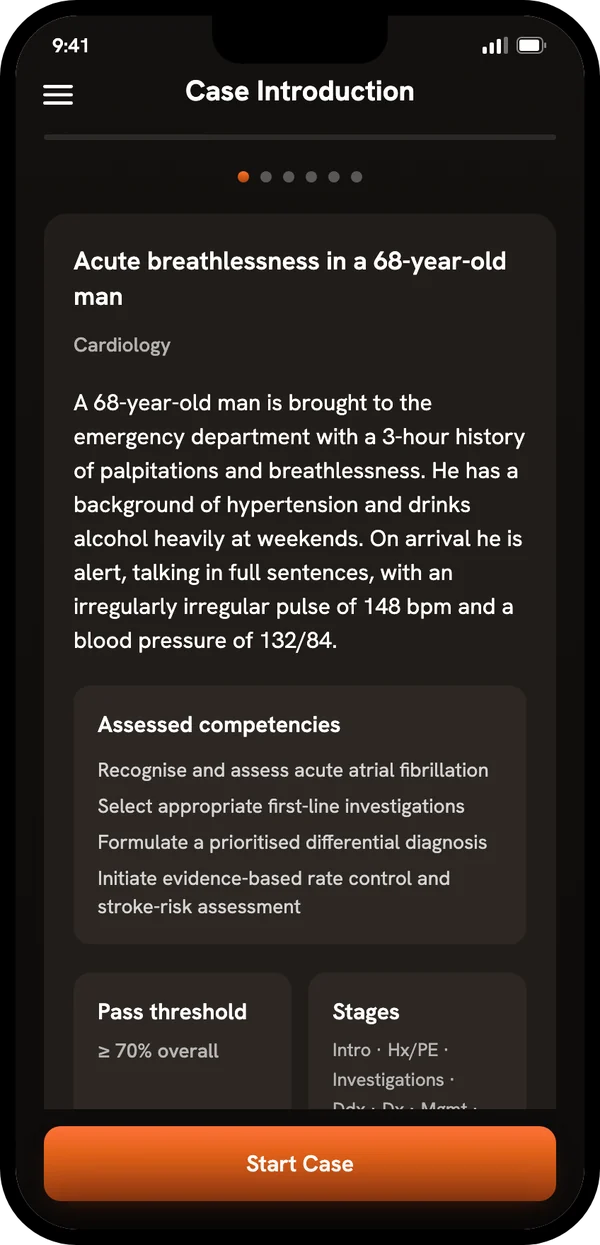 9:41
Case Introduction
Acute breathlessness in a 68-year-old
man
Cardiology
A 68-year-old man is brought to the
emergency department with a 3-hour history
of palpitations and breathlessness. He has a
background of hypertension and drinks
alcohol heavily at weekends. On arrival he is
alert, talking in full sentences, with an
irregularly irregular pulse of 148 bpm and a
blood pressure of 132/84.
Assessed competencies
Recognise and assess acute atrial fibrillation
Select appropriate first-line investigations
Formulate a prioritised differential diagnosis
Initiate evidence-based rate control and
stroke-risk assessment
Pass threshold
≥ 70% overall
Stages
Intro · Hx/PE ·
Investigations ·
Ddx · Dx · Mgmt ·
Start Case